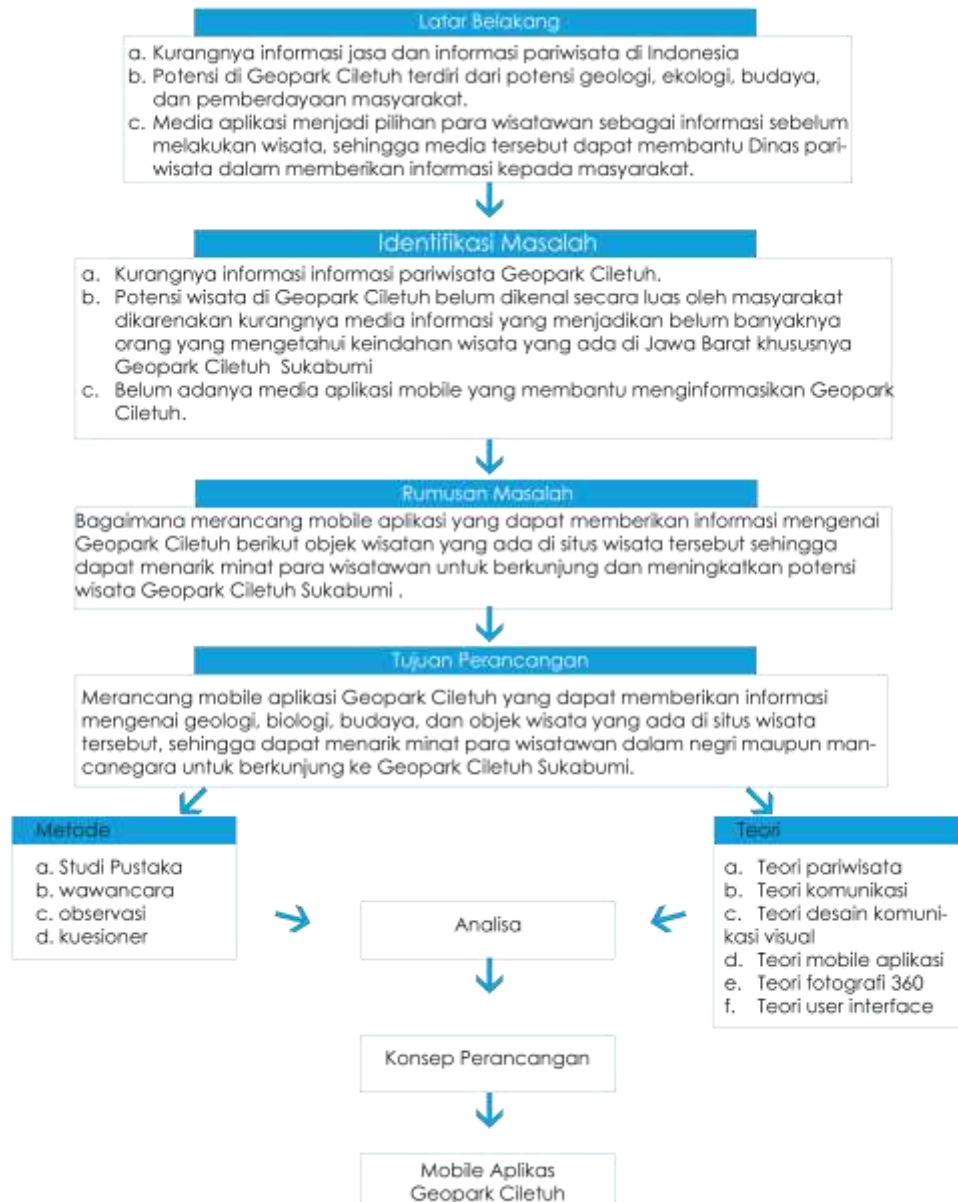 Latar Belakang
a. Kurangnya informasi jasa dan informasi pariwisata di Indonesia
b. Potensi di Geopark Ciletuh terdiri dari potensi geologi, ekologi, budaya,
dan pemberdayaan masyarakat.
c. Media aplikasi menjadi pilihan para wisatawan sebagai informasi sebelum
melakukan wisata, sehingga media tersebut dapat membantu Dinas pari-
wisata dalam memberikan informasi kepada masyarakat.
Identifikasi Masalah
a. Kurangnya informasi informasi pariwisata Geopark Ciletuh.
b. Potensi wisata di Geopark Ciletuh belum dikenal secara luas oleh masyarakat
dikarenakan kurangnya media informasi yang menjadikan belum banyaknya
orang yang mengetahui keindahan wisata yang ada di Jawa Barat khususnya
Geopark Ciletuh Sukabumi
c. Belum adanya media aplikasi mobile yang membantu menginformasikan Geopark
Ciletuh.
Rumusan Masalah
Bagaimana merancang mobile aplikasi yang dapat memberikan informasi mengenai
Geopark Ciletuh berikut objek wisatan yang ada di situs wisata tersebut sehingga
dapat menarik minat para wisatawan untuk berkunjung dan meningkatkan potensi
wisata Geopark Ciletuh Sukabumi .
Tujuan Perancangan
Merancang mobile aplikasi Geopark Ciletuh yang dapat memberikan informasi
mengenai geologi, biologi, budaya, dan objek wisata yang ada di situs wisata
tersebut, sehingga dapat menarik minat para wisatawan dalam negri maupun man-
canegara untuk berkunjung ke Geopark Ciletuh Sukabumi.
Metode
a. Studi Pustaka
b. wawancara
c. observasi
d. kuesioner
Teori
a. Teori pariwisata
b. Teori komunikasi
c. Teori desain komuni-
kasi visual
d. Teori mobile aplikasi
e. Teori fotografi 360
f. Teori user interface
Analisa
Konsep Perancangan
Mobile Aplikas
Geopark Ciletuh